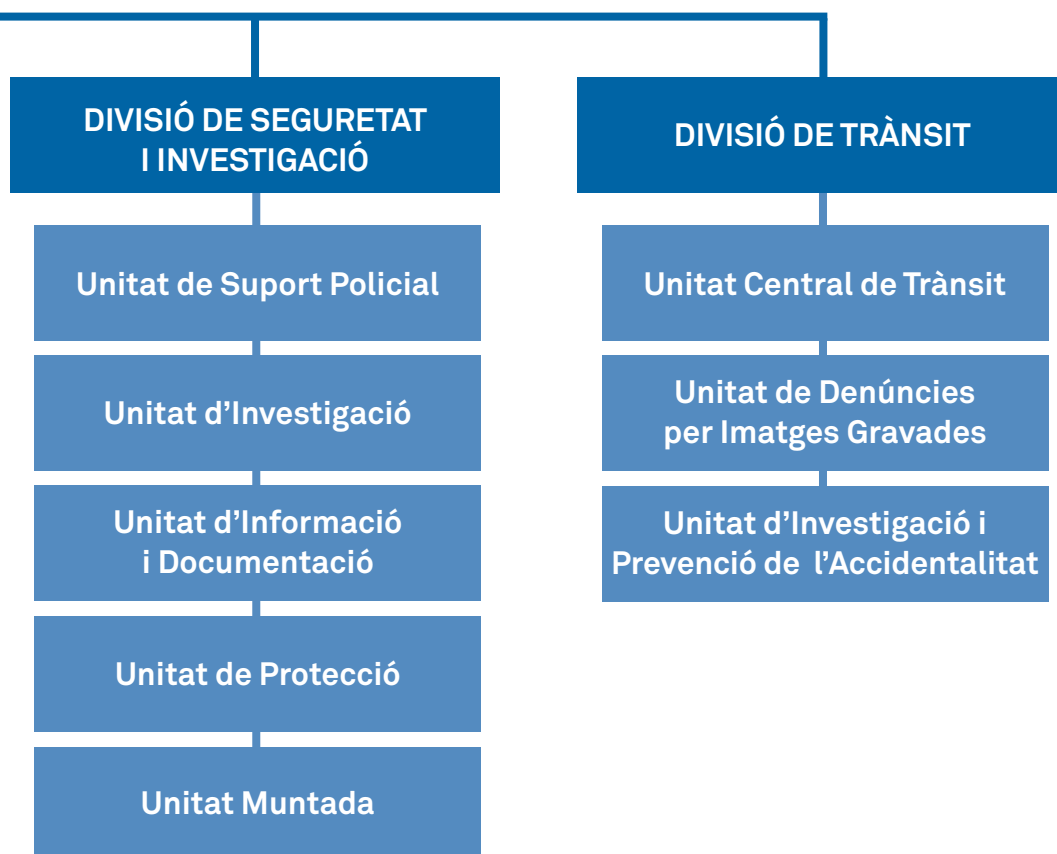 DIVISIÓ DE SEGURETAT
I INVESTIGACIÓ
Unitat de Suport Policial
Unitat d’Investigació
Unitat d’Informació
i Documentació
Unitat de Protecció
Unitat Muntada
DIVISIÓ DE TRÀNSIT
Unitat Central de Trànsit
Unitat de Denúncies
per Imatges Gravades
Unitat d’Investigació i
Prevenció de l’Accidentalitat